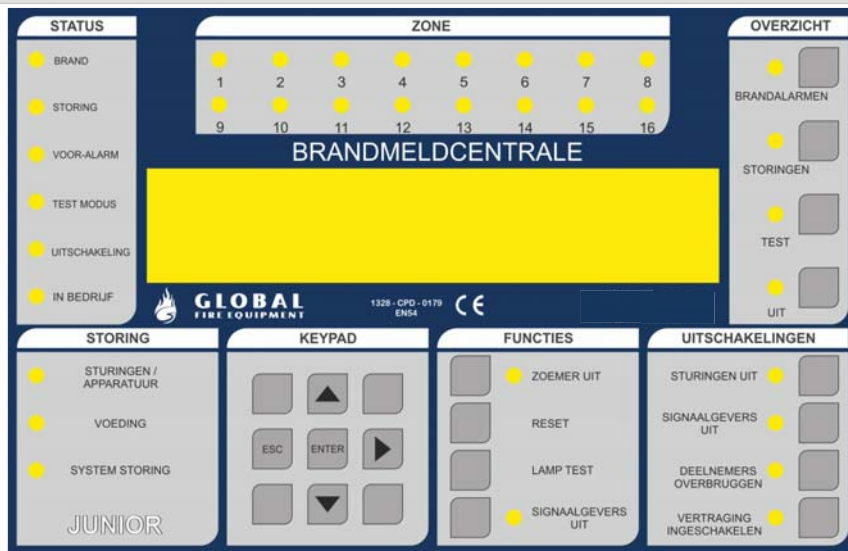 STATUS
BRAND
STORING
VOOR-ALARM
TEST MODUS
UITSCHAKELING
IN BEDRIJF
ZONE
1 2 3 4 5 6 7 8
9 10 11 12 13 14 15 16
BRANDMELDCENTRALE
GLOBAL
FIRE EQUIPMENT
1328 - CPD - 0179
EN54
CE
OVERZICHT
BRANDALARMEN
STORINGEN
TEST
UIT
STORING
STURINGEN /
APPARATUUR
VOEDING
SYSTEM STORING
JUNIOR
KEYPAD
ESC
ENTER
FUNCTIES
ZOEMER UIT
RESET
LAMP TEST
SIGNAALGEVERS
UIT
UITSCHAKELINGEN
STURINGEN UIT
SIGNAALGEVERS
UIT
DEELNEMERS
OVERBRUGGEN
VERTRAGING
INGESCHAKELEN